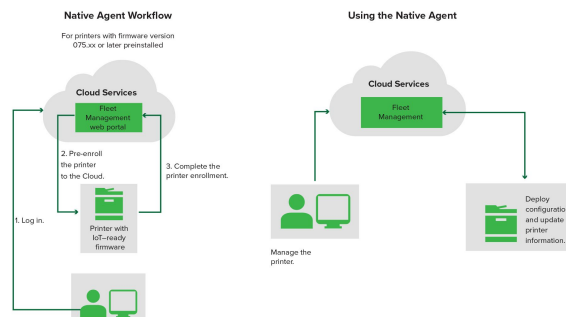 Native Agent Workflow
For printers with firmware version
075.xx or later preinstalled
Cloud Services
Fleet
Management
web portal
2. Pre-enroll
the printer
to the Cloud.
3. Complete the
printer enrollment.
1. Log in.
Printer with
IoT–ready
firmware
Using the Native Agent
Cloud Services
Fleet
Management
Manage the
printer.
Deploy
configuratio
and update
printer
information.